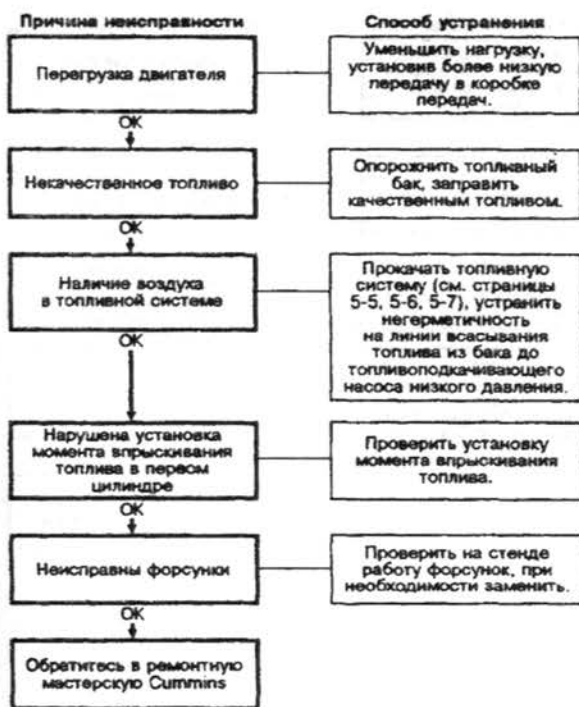 Причина неисправности
Способ устранения
Перегрузка двигателя
Уменьшить нагрузку,
установив более низкую
передачу в коробке
передач.
ОК
Некачественное топливо
Опорожнить топливный
бак, заправить
качественным топливом.
ОК
Наличие воздуха
в топливной системе
Прокачать топливную
систему (см. страницы
5-5, 5-6, 5-7), устранить
негерметичность
на линии всасывания
топлива из бака до
топливоподкачивающего
насоса низкого давления.
ОК
Нарушена установка
момента впрыскивания
топлива в первом
цилиндре
Проверить установку
момента впрыскивания
топлива.
ОК
Неисправны форсунки
Проверить на стенде
работу форсунок, при
необходимости заменить.
ОК
Обратитесь в ремонтную
мастерскую Cummins